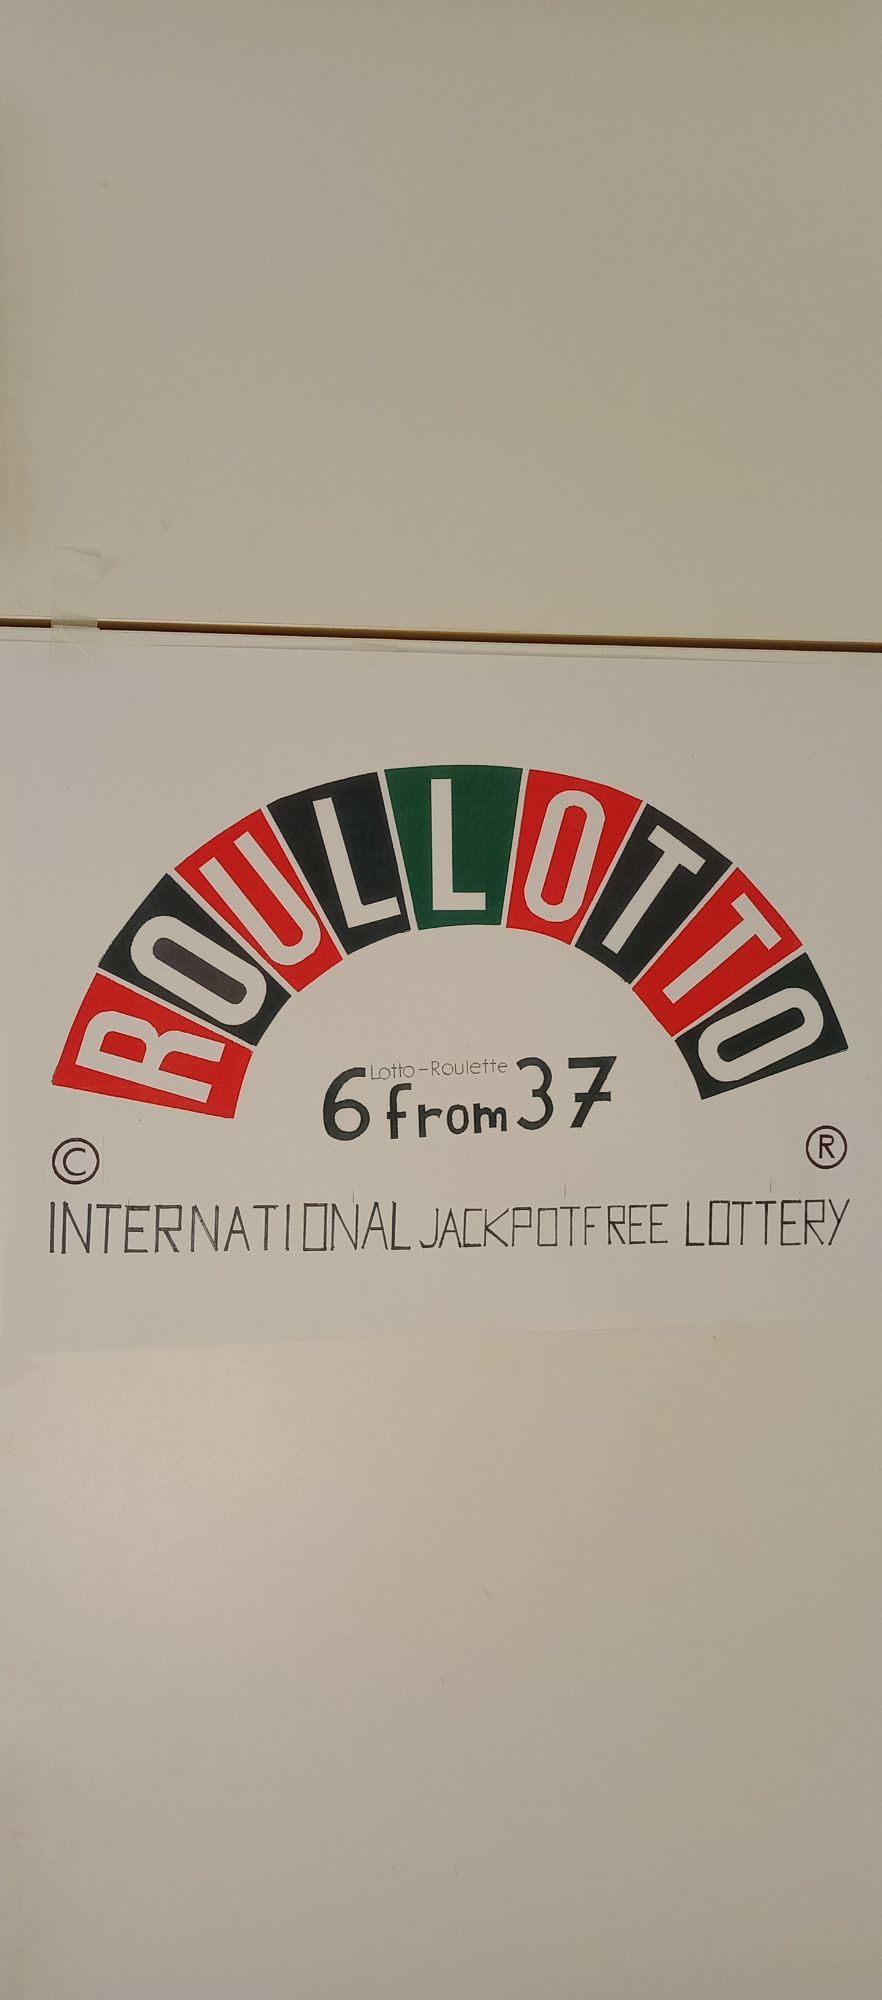 ROULLOTTO
Lotto-Roulette
6 from 37
© ®
INTERNATIONAL JACKPOTFREE LOTTERY